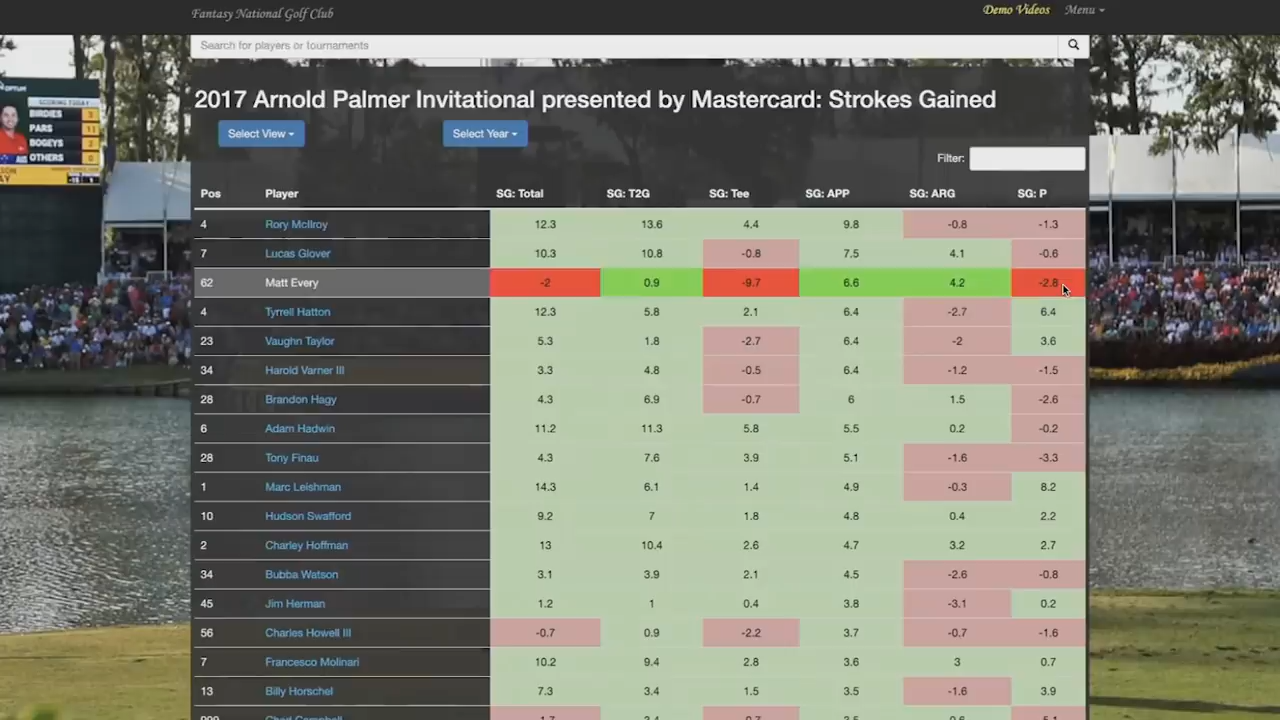 Fantasy National Golf Club Demo Videos Menu
Search for players or tournaments
2017 Arnold Palmer Invitational presented by Mastercard: Strokes Gained
Select View Select Year
Filter:
Pos Player SG: Total SG: T2G SG: Tee SG: APP SG: ARG SG: P
4 Rory McIlroy 12.3 13.6 4.4 9.8 -0.8 -1.3
7 Lucas Glover 10.3 10.8 -0.8 7.5 4.1 -0.6
62 Matt Every -2 0.9 -9.7 6.6 4.2 -2.8
4 Tyrrell Hatton 12.3 5.8 2.1 6.4 -2.7 6.4
23 Vaughn Taylor 5.3 1.8 -2.7 6.4 -2 3.6
34 Harold Varner III 3.3 4.8 -0.5 6.4 -1.2 -1.5
28 Brandon Hagy 4.3 6.9 -0.7 6 1.5 -2.6
6 Adam Hadwin 11.2 11.3 5.8 5.5 0.2 -0.2
28 Tony Finau 4.3 7.6 3.9 5.1 -1.6 -3.3
1 Marc Leishman 14.3 6.1 1.4 4.9 -0.3 8.2
10 Hudson Swafford 9.2 7 1.8 4.8 0.4 2.2
2 Charley Hoffman 13 10.4 2.6 4.7 3.2 2.7
34 Bubba Watson 3.1 3.9 2.1 4.5 -2.6 -0.8
45 Jim Herman 1.2 1 0.4 3.8 -3.1 0.2
56 Charles Howell III -0.7 0.9 -2.2 3.7 -0.7 -1.6
7 Francesco Molinari 10.2 9.4 2.8 3.6 3 0.7
13 Billy Horschel 7.3 3.4 1.5 3.5 -1.6 3.9
999 Chad Campbell
OPTUM
SCORING TODAY
BIRDIES 3
PARS 11
BOGEYS 2
OTHERS 0